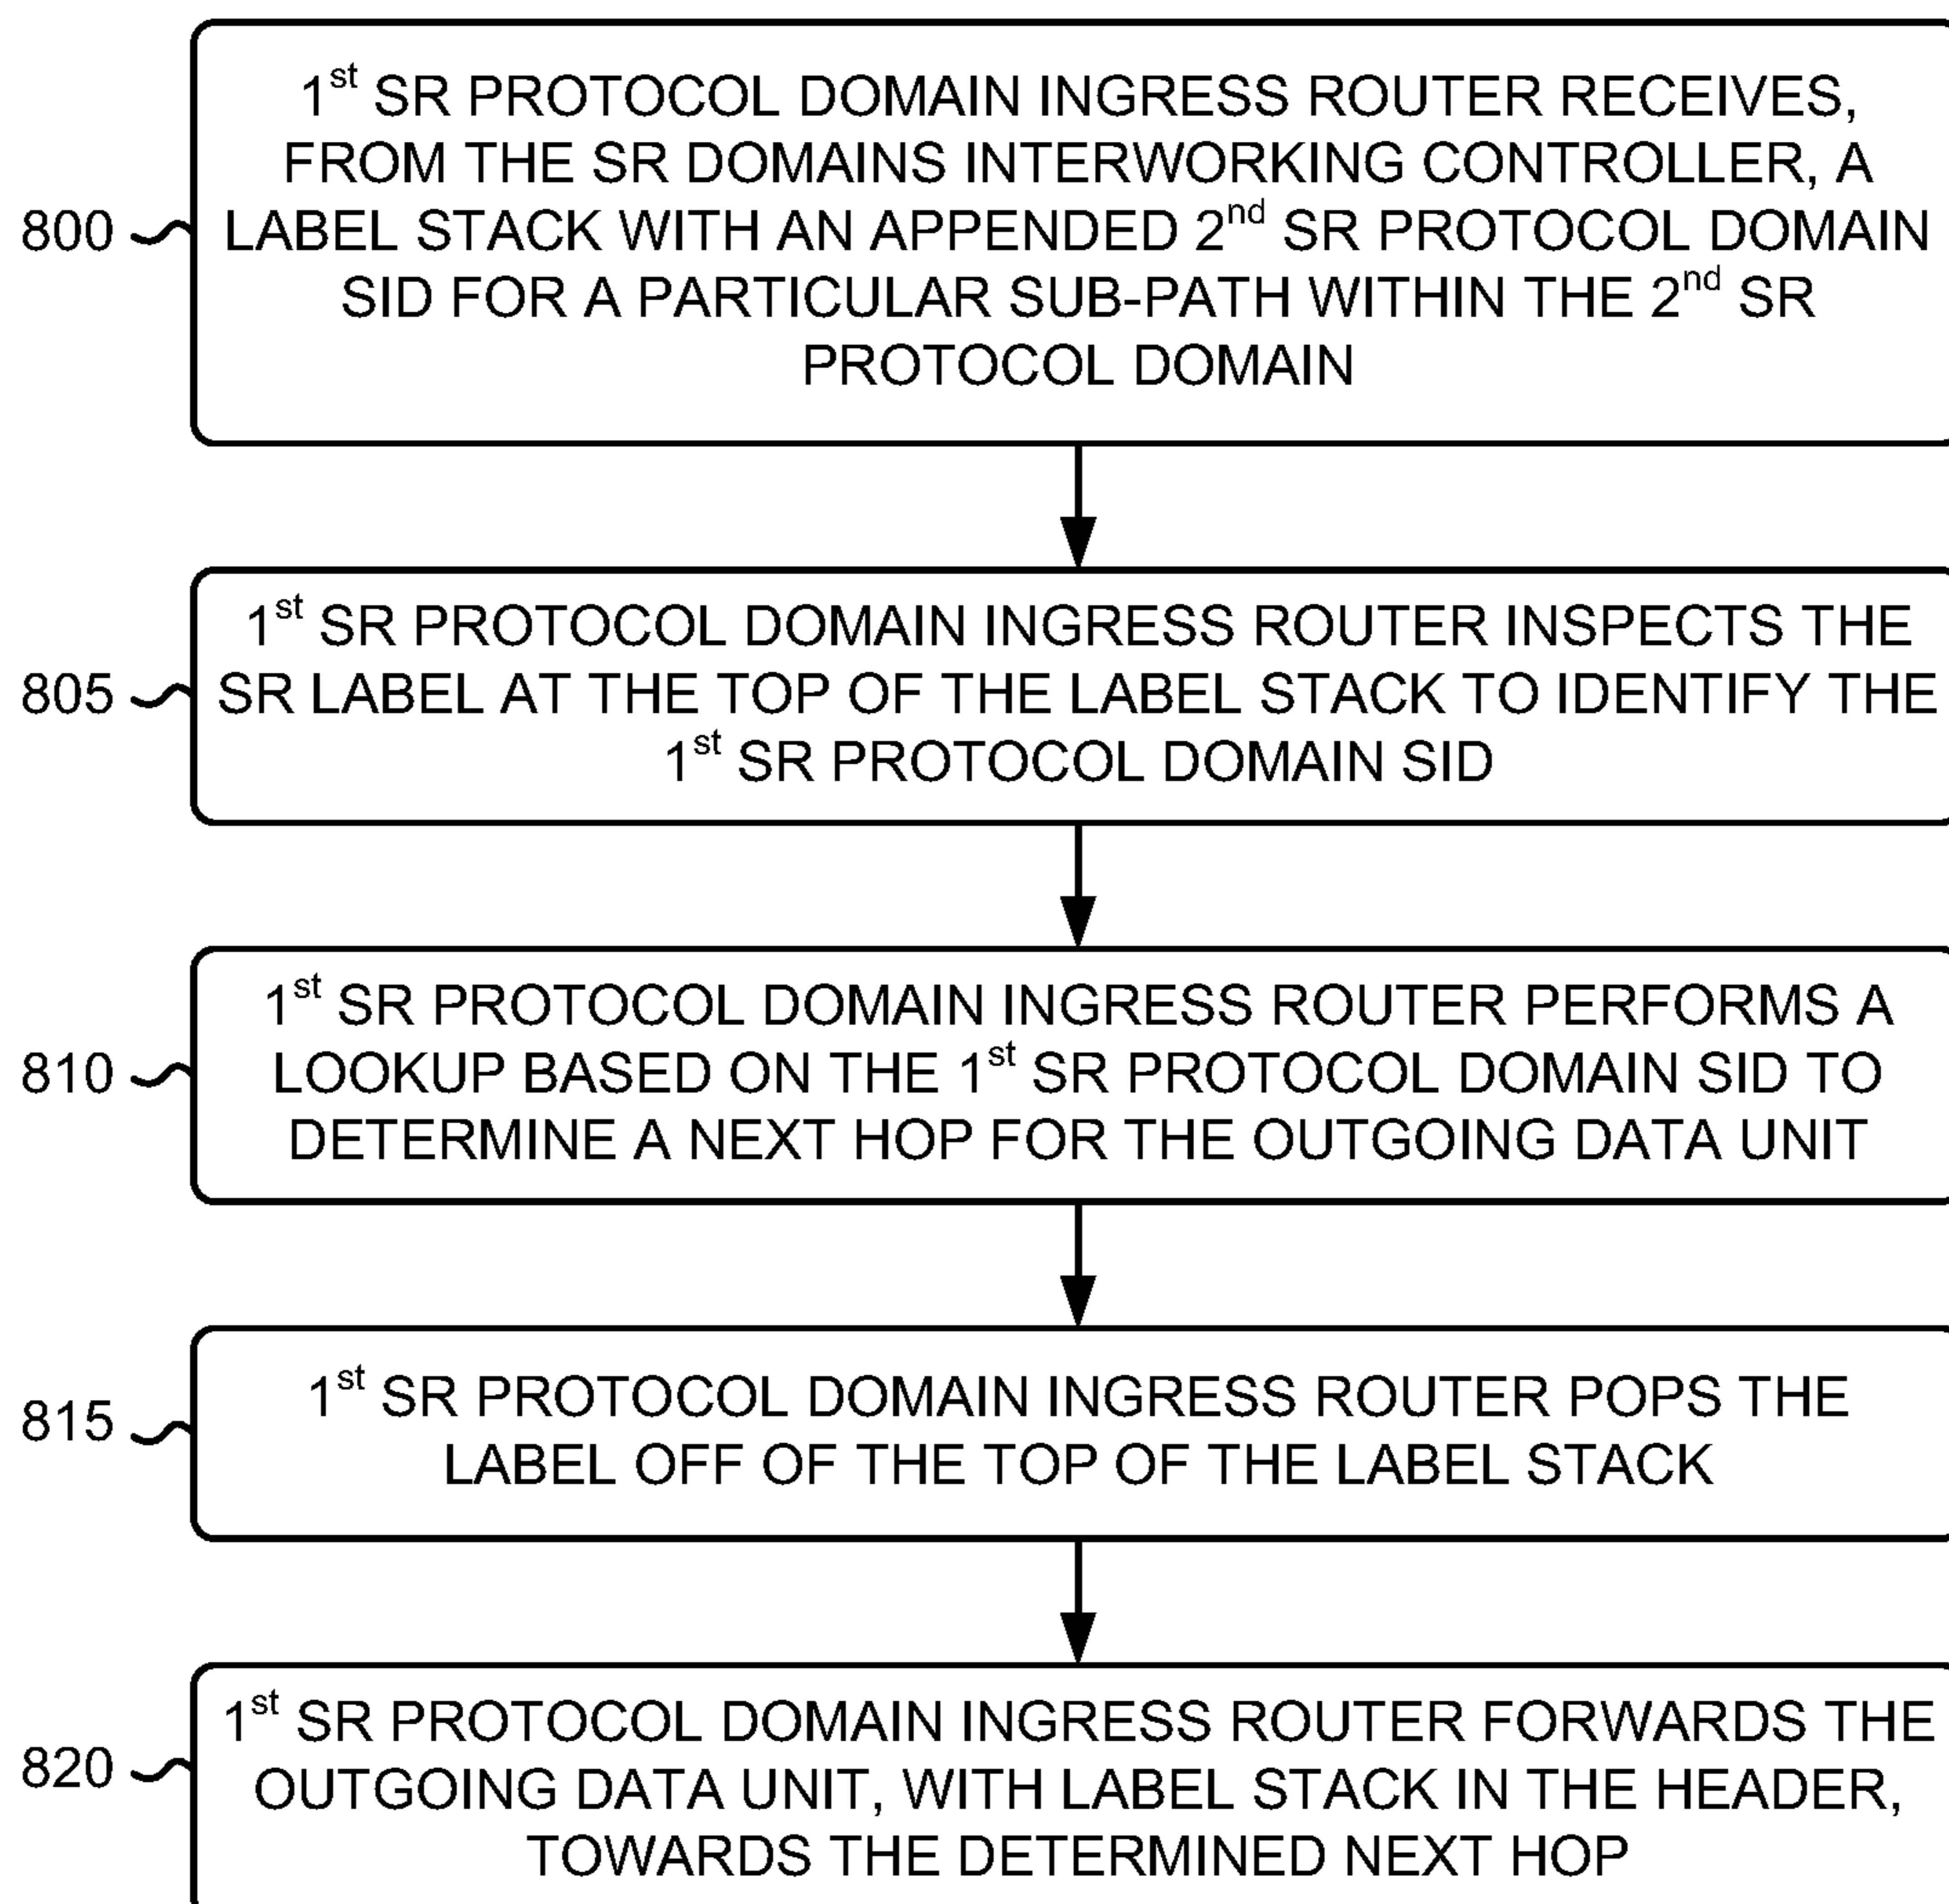 1st SR PROTOCOL DOMAIN INGRESS ROUTER RECEIVES,
FROM THE SR DOMAINS INTERWORKING CONTROLLER, A
800 LABEL STACK WITH AN APPENDED 2nd SR PROTOCOL DOMAIN
SID FOR A PARTICULAR SUB-PATH WITHIN THE 2nd SR
PROTOCOL DOMAIN
1st SR PROTOCOL DOMAIN INGRESS ROUTER INSPECTS THE
805 SR LABEL AT THE TOP OF THE LABEL STACK TO IDENTIFY THE
1st SR PROTOCOL DOMAIN SID
1st SR PROTOCOL DOMAIN INGRESS ROUTER PERFORMS A
810 LOOKUP BASED ON THE 1st SR PROTOCOL DOMAIN SID TO
DETERMINE A NEXT HOP FOR THE OUTGOING DATA UNIT
1st SR PROTOCOL DOMAIN INGRESS ROUTER POPS THE
815 LABEL OFF OF THE TOP OF THE LABEL STACK
1st SR PROTOCOL DOMAIN INGRESS ROUTER FORWARDS THE
820 OUTGOING DATA UNIT, WITH LABEL STACK IN THE HEADER,
TOWARDS THE DETERMINED NEXT HOP